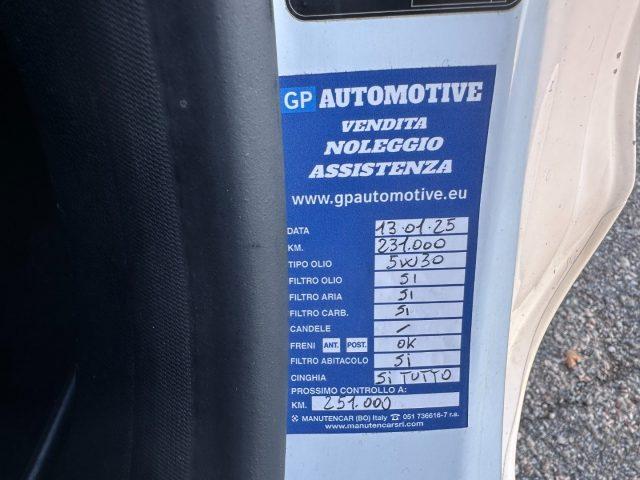 GP AUTOMOTIVE
VENDITA
NOLEGGIO
ASSISTENZA
www.gpautomotive.eu
DATA 13.01.25
KM. 231.000
TIPO OLIO 5W30
FILTRO OLIO Si
FILTRO ARIA Si
FILTRO CARB. Si
CANDELE /
FRENI ANT. POST. OK
FILTRO ABITACOLO Si
CINGHIA Si TUTTO
PROSSIMO CONTROLLO A:
KM. 251.000
MANUTENCAR (BO) Italy ☎ 051 736616-7 r.a.
www.manutencarsrl.com